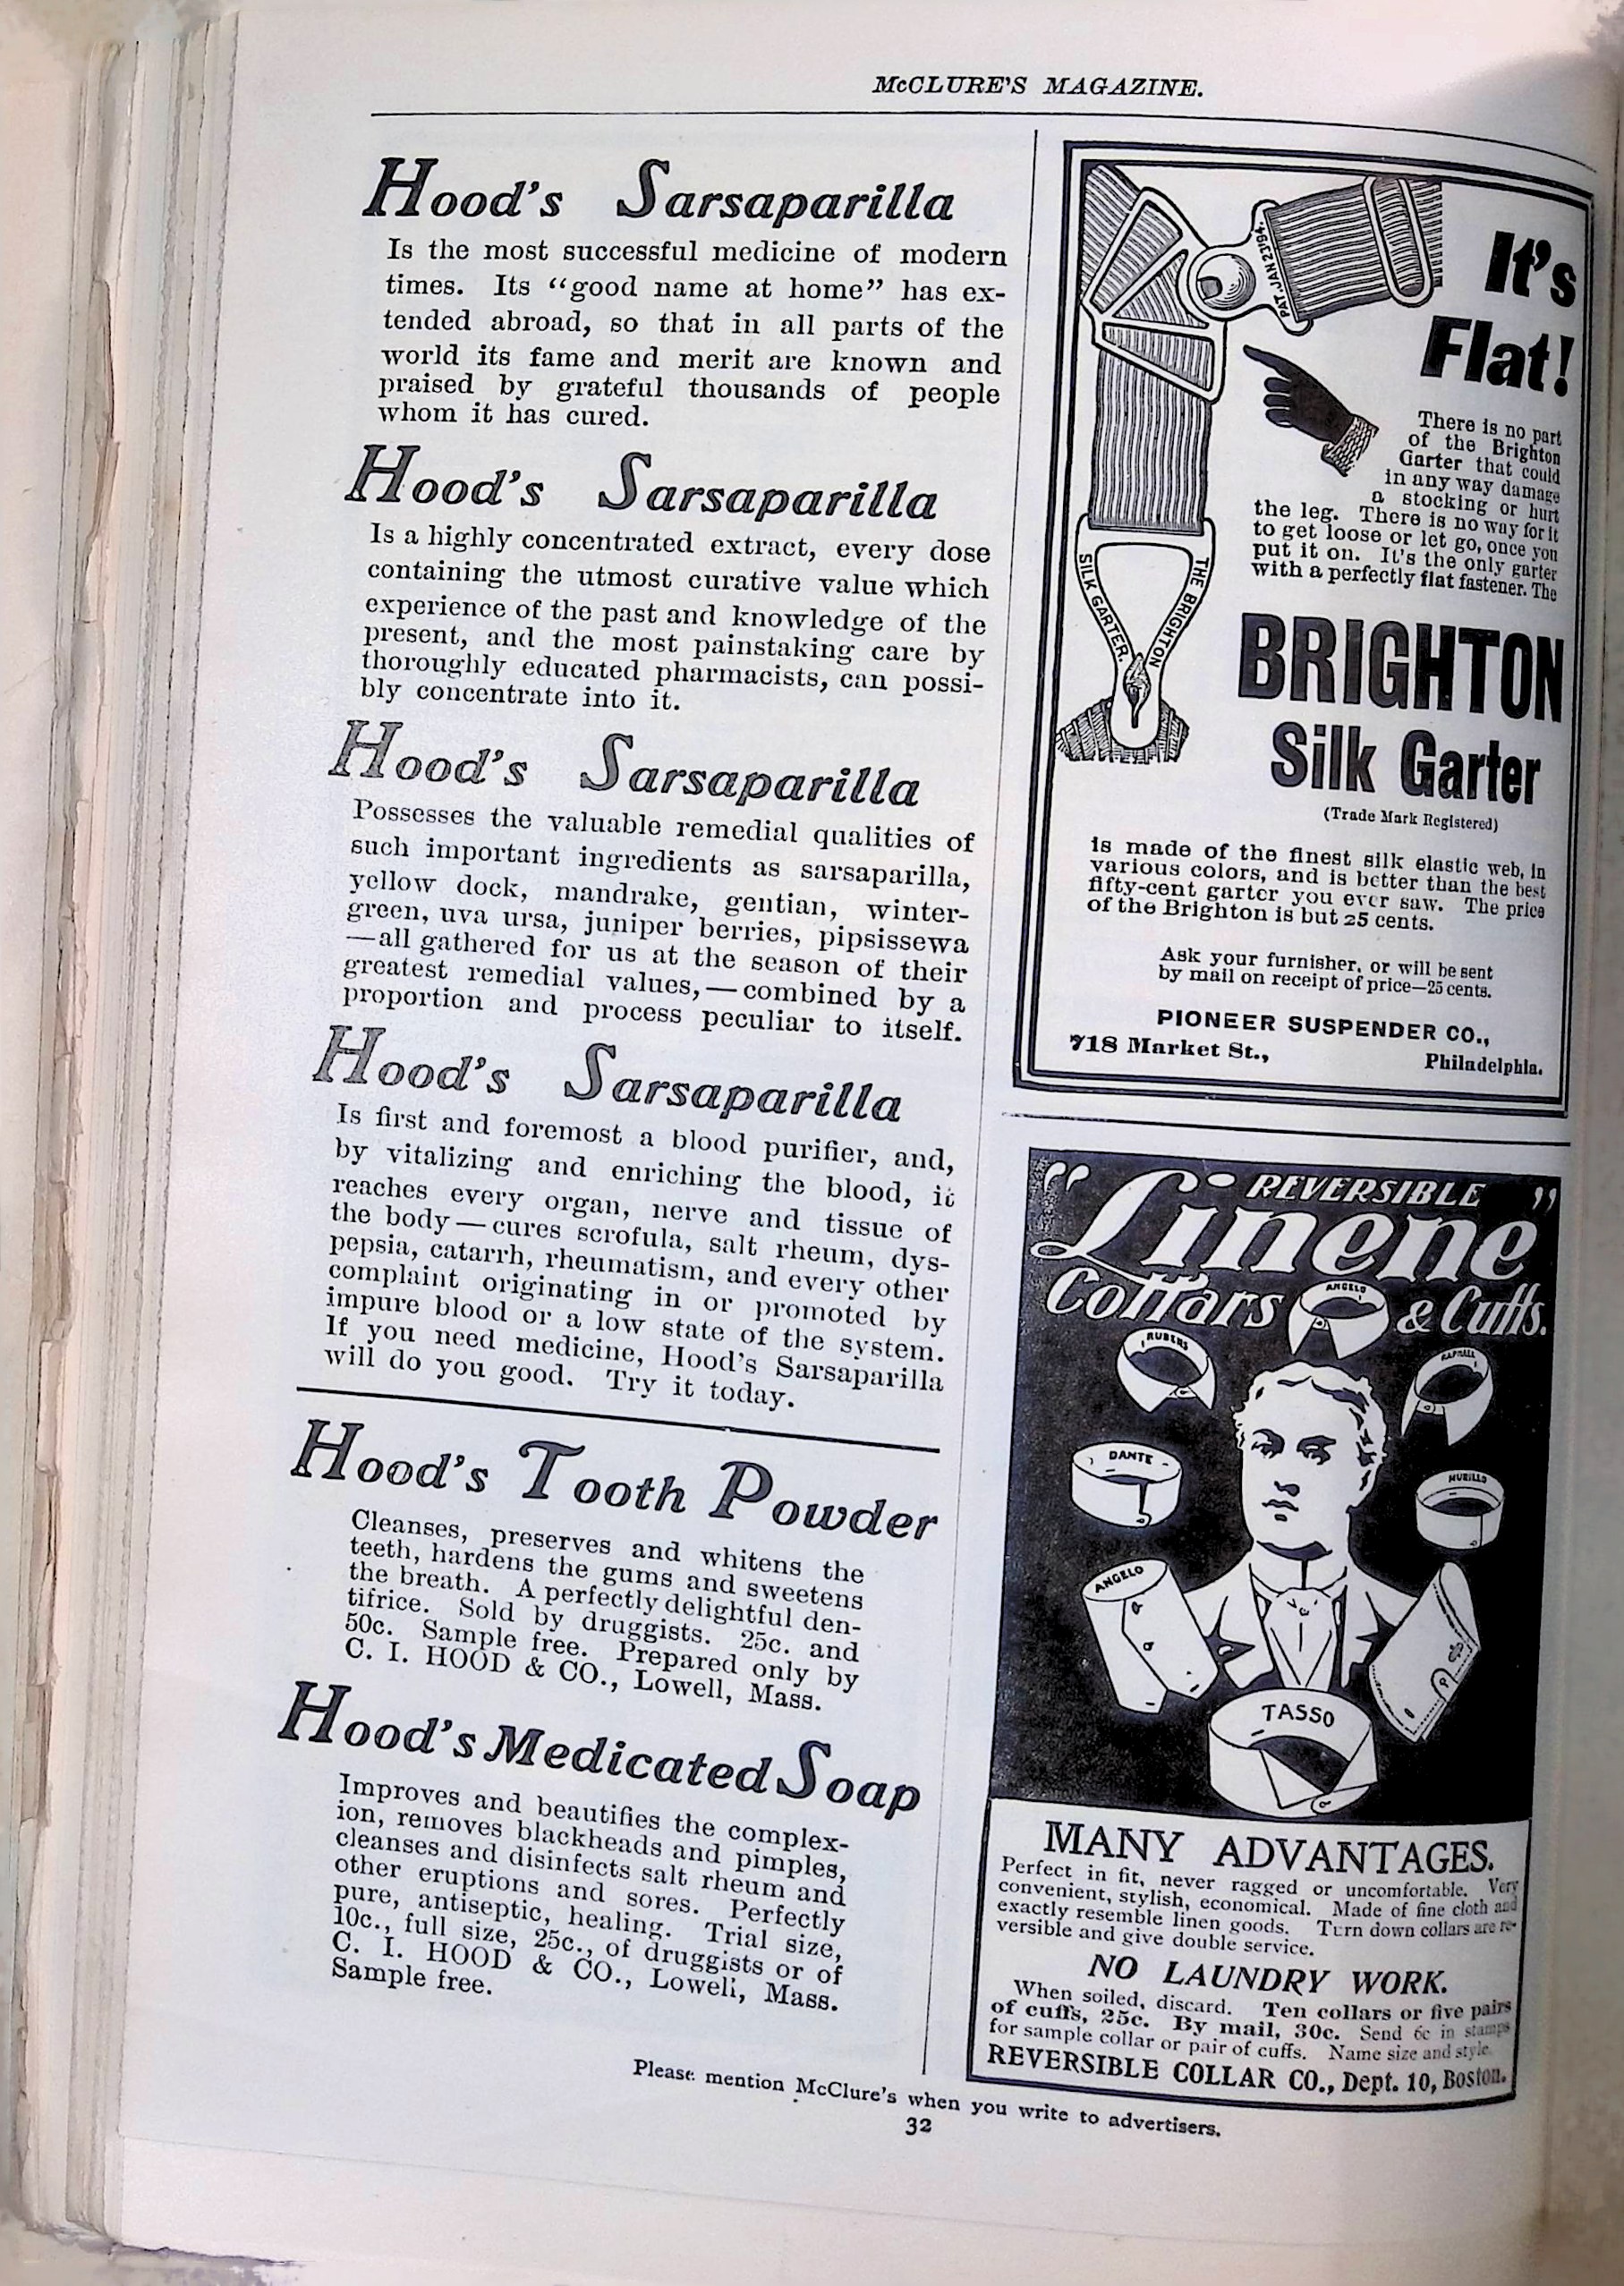 McCLURE'S MAGAZINE.
Hood's Sarsaparilla
Is the most successful medicine of modern
times. Its “good name at home” has ex-
tended abroad, so that in all parts of the
world its fame and merit are known and
praised by grateful thousands of people
whom it has cured.
Hood's Sarsaparilla
Is a highly concentrated extract, every dose
containing the utmost curative value which
experience of the past and knowledge of the
present, and the most painstaking care by
thoroughly educated pharmacists, can possi-
bly concentrate into it.
Hood's Sarsaparilla
Possesses the valuable remedial qualities of
such important ingredients as sarsaparilla,
yellow dock, mandrake, gentian, winter-
green, uva ursa, juniper berries, pipsissewa
—all gathered for us at the season of their
greatest remedial values,—combined by a
proportion and process peculiar to itself.
Hood's Sarsaparilla
Is first and foremost a blood purifier, and,
by vitalizing and enriching the blood, it
reaches every organ, nerve and tissue of
the body—cures scrofula, salt rheum, dys-
pepsia, catarrh, rheumatism, and every other
complaint originating in or promoted by
impure blood or a low state of the system.
If you need medicine, Hood's Sarsaparilla
will do you good. Try it today.
Hood's Tooth Powder
Cleanses, preserves and whitens the
teeth, hardens the gums and sweetens
the breath. A perfectly delightful den-
tifrice. Sold by druggists. 25c. and
50c. Sample free. Prepared only by
C. I. HOOD & CO., Lowell, Mass.
Hood's Medicated Soap
Improves and beautifies the complex-
ion, removes blackheads and pimples,
cleanses and disinfects salt rheum and
other eruptions and sores. Perfectly
pure, antiseptic, healing. Trial size,
10c., full size, 25c., of druggists or of
C. I. HOOD & CO., Lowell, Mass.
Sample free.
PAT. JAN 23 '94.
It's
Flat!
There is no part
of the Brighton
Garter that could
in any way damage
a stocking or hurt
the leg. There is no way for it
to get loose or let go, once you
put it on. It's the only garter
with a perfectly flat fastener. The
THE BRIGHTON
SILK GARTER.
BRIGHTON
Silk Garter
(Trade Mark Registered)
is made of the finest silk elastic web, in
various colors, and is better than the best
fifty-cent garter you ever saw. The price
of the Brighton is but 25 cents.
Ask your furnisher, or will be sent
by mail on receipt of price—25 cents.
PIONEER SUSPENDER CO.,
718 Market St., Philadelphia.
REVERSIBLE
“Linene”
Collars & Cuffs.
ANGELO
RUBENS
RAPHAEL
DANTE
MURILLO
ANGELO
TASSO
MANY ADVANTAGES.
Perfect in fit, never ragged or uncomfortable. Very
convenient, stylish, economical. Made of fine cloth and
exactly resemble linen goods. Turn down collars are re-
versible and give double service.
NO LAUNDRY WORK.
When soiled, discard. Ten collars or five pairs
of cuffs, 25c. By mail, 30c. Send 6c in stamps
for sample collar or pair of cuffs. Name size and style.
REVERSIBLE COLLAR CO., Dept. 10, Boston.
Please mention McClure's when you write to advertisers.
32